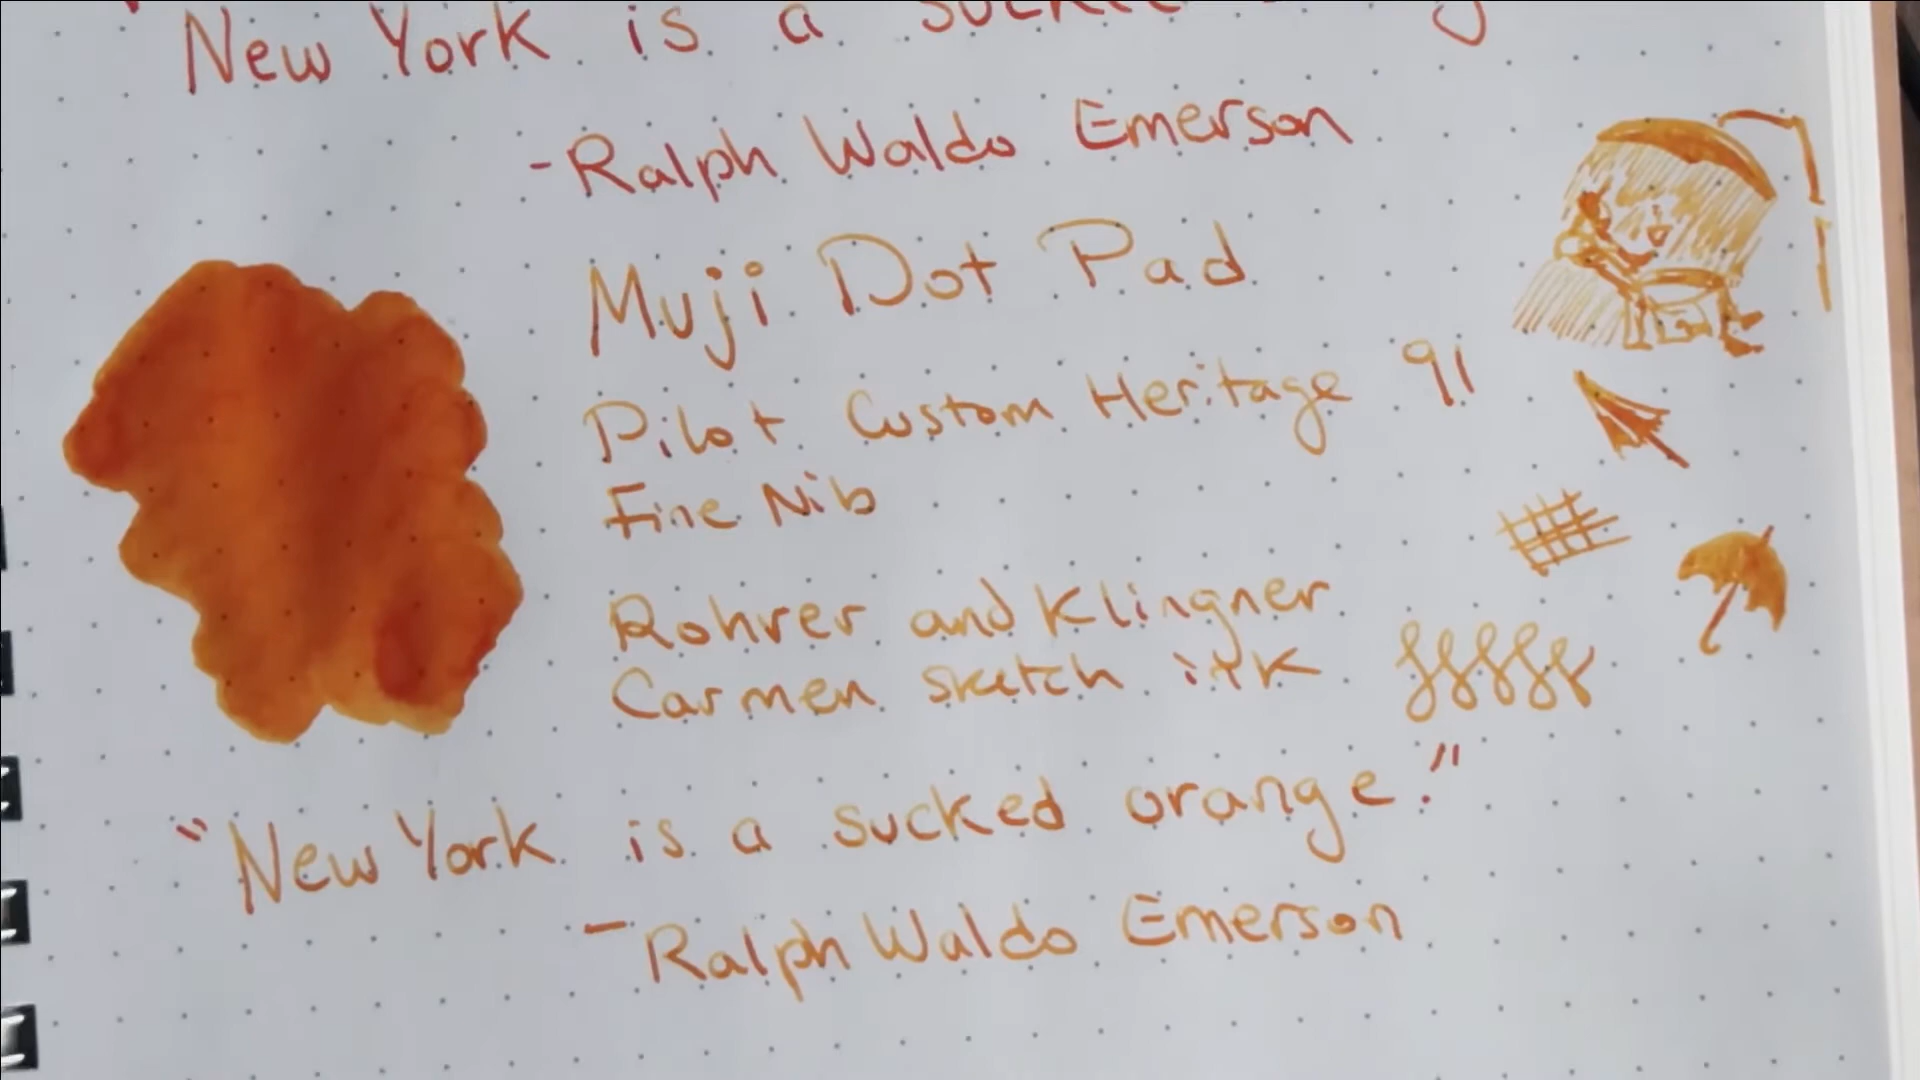 New York is a
-Ralph Waldo Emerson
Muji Dot Pad
Pilot Custom Heritage 91
Fine Nib
Rohrer and Klingner
Carmen sketch ink
"New York is a sucked orange."
-Ralph Waldo Emerson